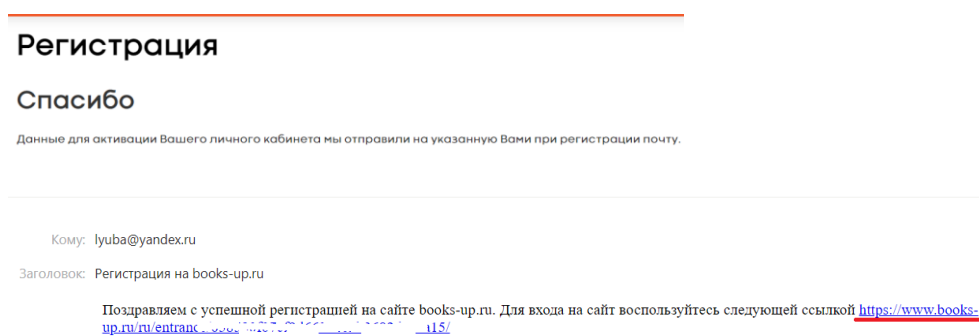 Регистрация
Спасибо
Данные для активации Вашего личного кабинета мы отправили на указанную Вами при регистрации почту.
Кому: lyuba@yandex.ru
Заголовок: Регистрация на books-up.ru
Поздравляем с успешной регистрацией на сайте books-up.ru. Для входа на сайт воспользуйтесь следующей ссылкой https://www.books-
up.ru/ru/entranc